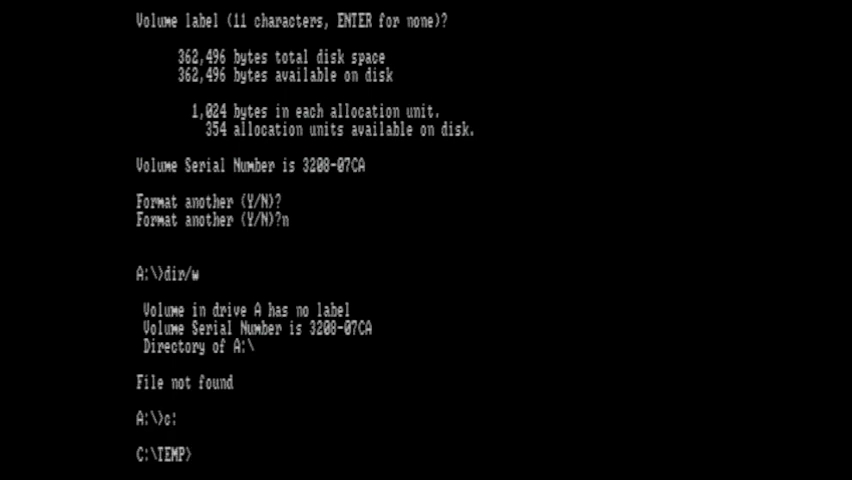 Volume label (11 characters, ENTER for none)?
362,496 bytes total disk space
362,496 bytes available on disk
1,024 bytes in each allocation unit.
354 allocation units available on disk.
Volume Serial Number is 3208-07CA
Format another (Y/N)?
Format another (Y/N)?n
A:\>dir/w
Volume in drive A has no label
Volume Serial Number is 3208-07CA
Directory of A:\
File not found
A:\>c:
C:\TEMP>